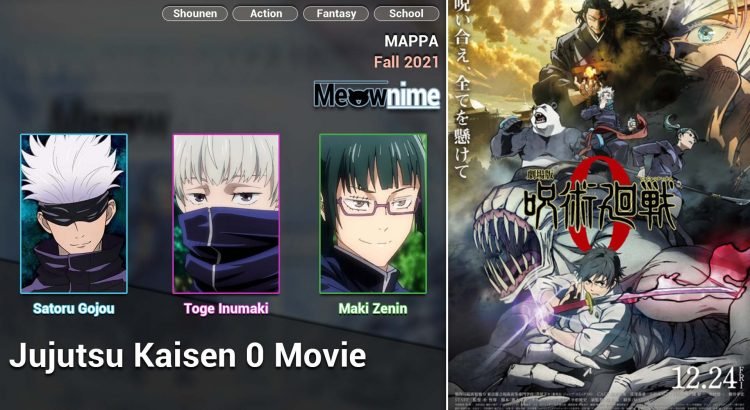 Shounen
Action
Fantasy
School
MAPPA
Fall 2021
Meownime
Satoru Gojou
Toge Inumaki
Maki Zenin
Jujutsu Kaisen 0 Movie
呪い合え、全てを懸けて
劇場版
呪術廻戦
0
12.24 FRI